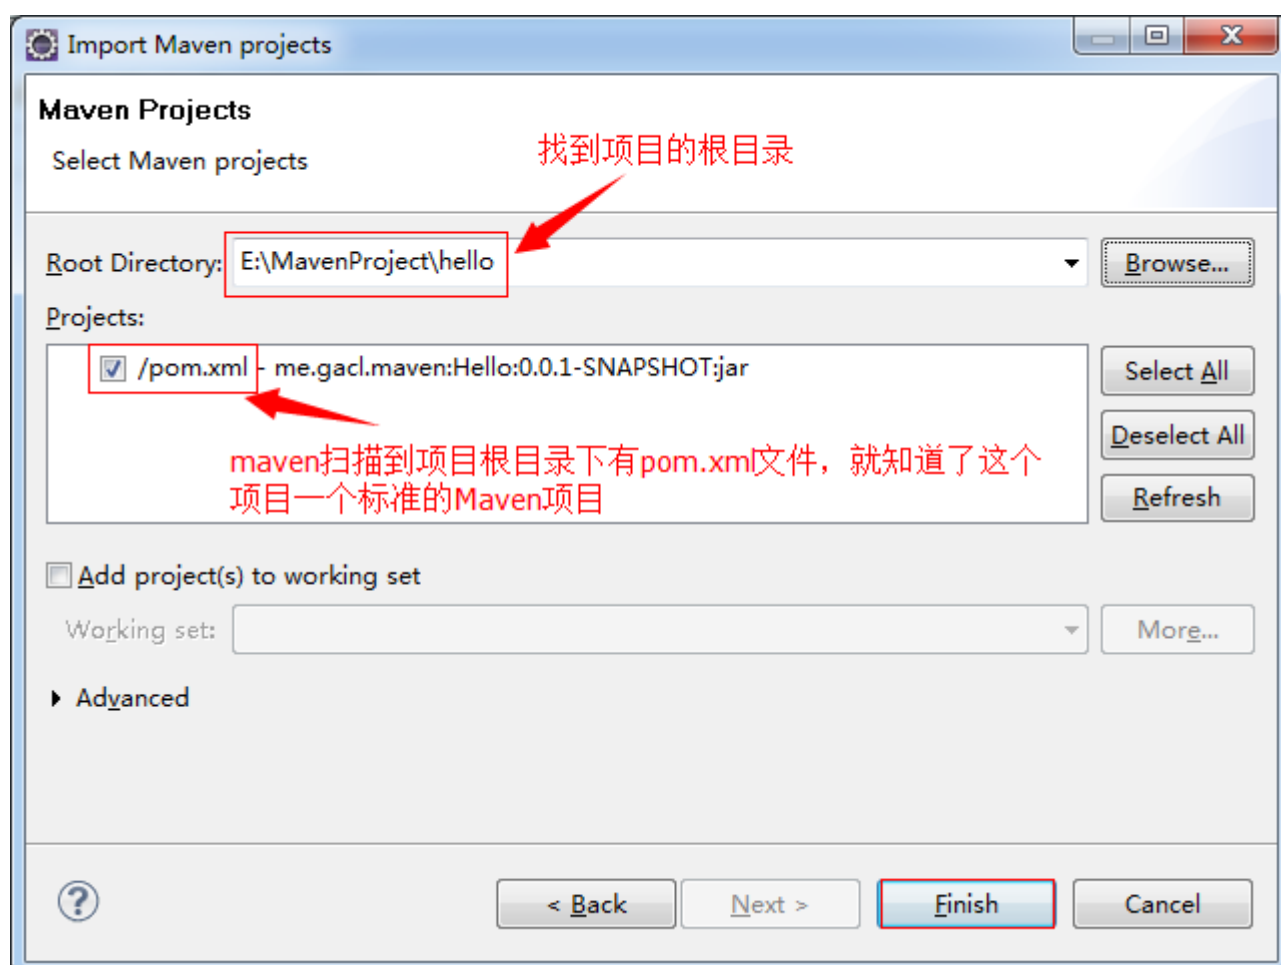 Import Maven projects
Maven Projects
Select Maven projects
找到项目的根目录
Root Directory: E:\MavenProject\hello Browse...
Projects:
/pom.xml - me.gacl.maven:Hello:0.0.1-SNAPSHOT:jar
Select All
Deselect All
maven扫描到项目根目录下有pom.xml文件，就知道了这个
项目一个标准的Maven项目
Refresh
Add project(s) to working set
Working set: More...
Advanced
< Back Next > Finish Cancel